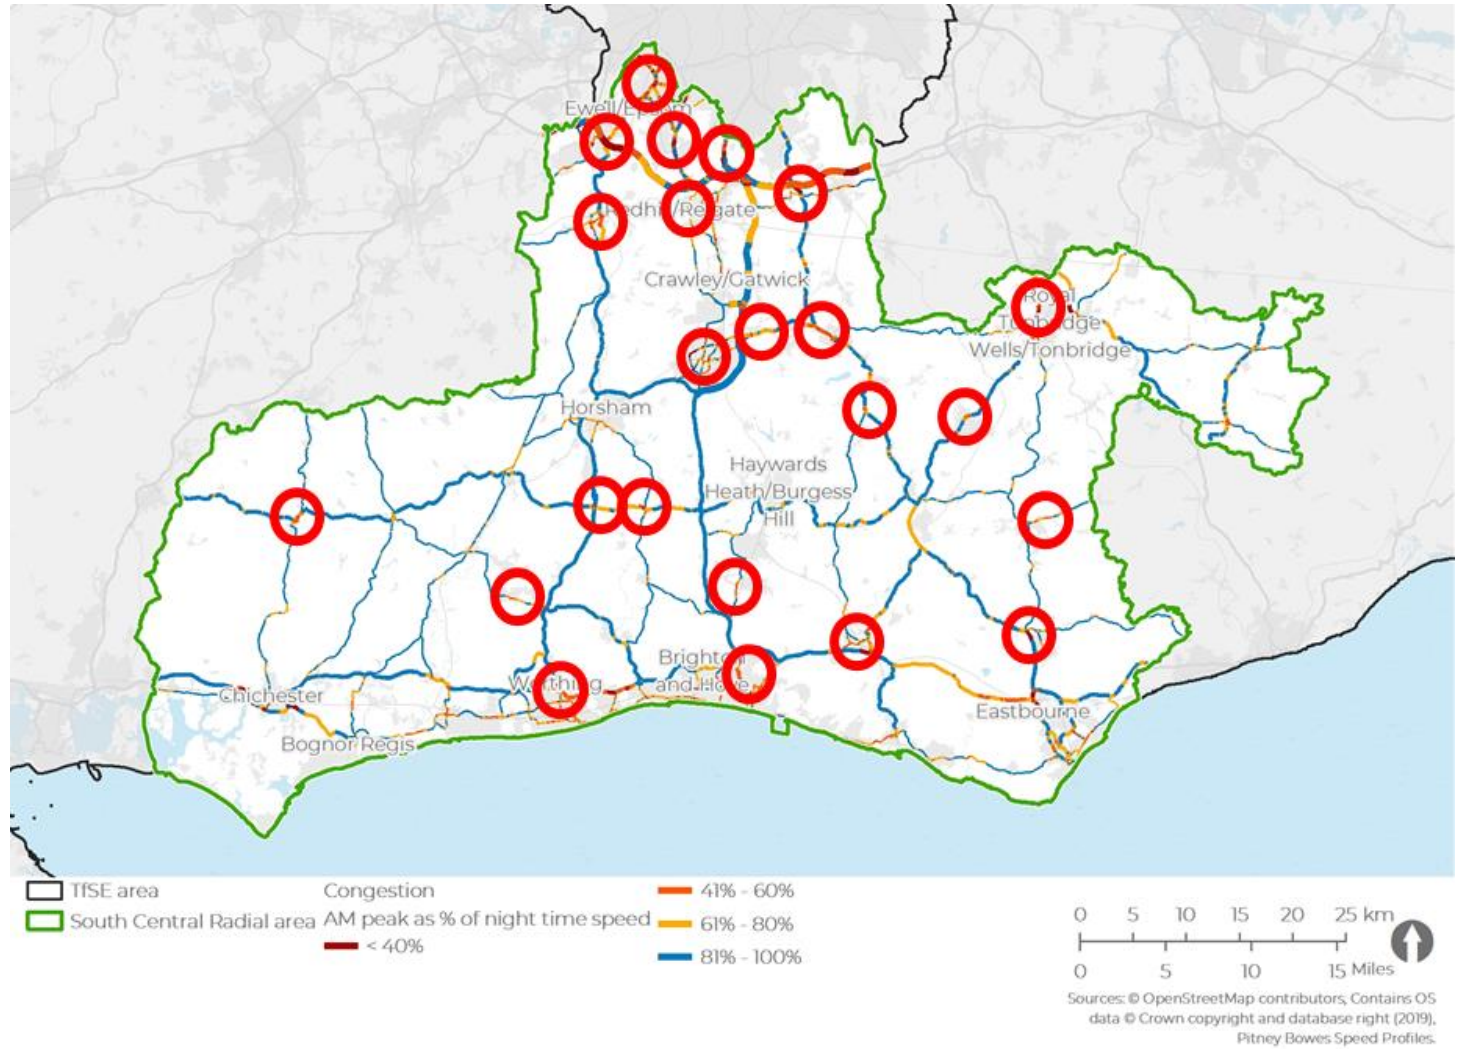 Ewell/Epsom
Redhill/Reigate
Crawley/Gatwick
Royal
Tunbridge
Wells/Tonbridge
Horsham
Haywards
Heath/Burgess
Hill
Brighton
and Hove
Worthing
Chichester
Eastbourne
Bognor Regis
TfSE area
South Central Radial area
Congestion
AM peak as % of night time speed
< 40%
41% - 60%
61% - 80%
81% - 100%
0 5 10 15 20 25 km
0 5 10 15 Miles
Sources: © OpenStreetMap contributors, Contains OS
data © Crown copyright and database right (2019),
Pitney Bowes Speed Profiles.